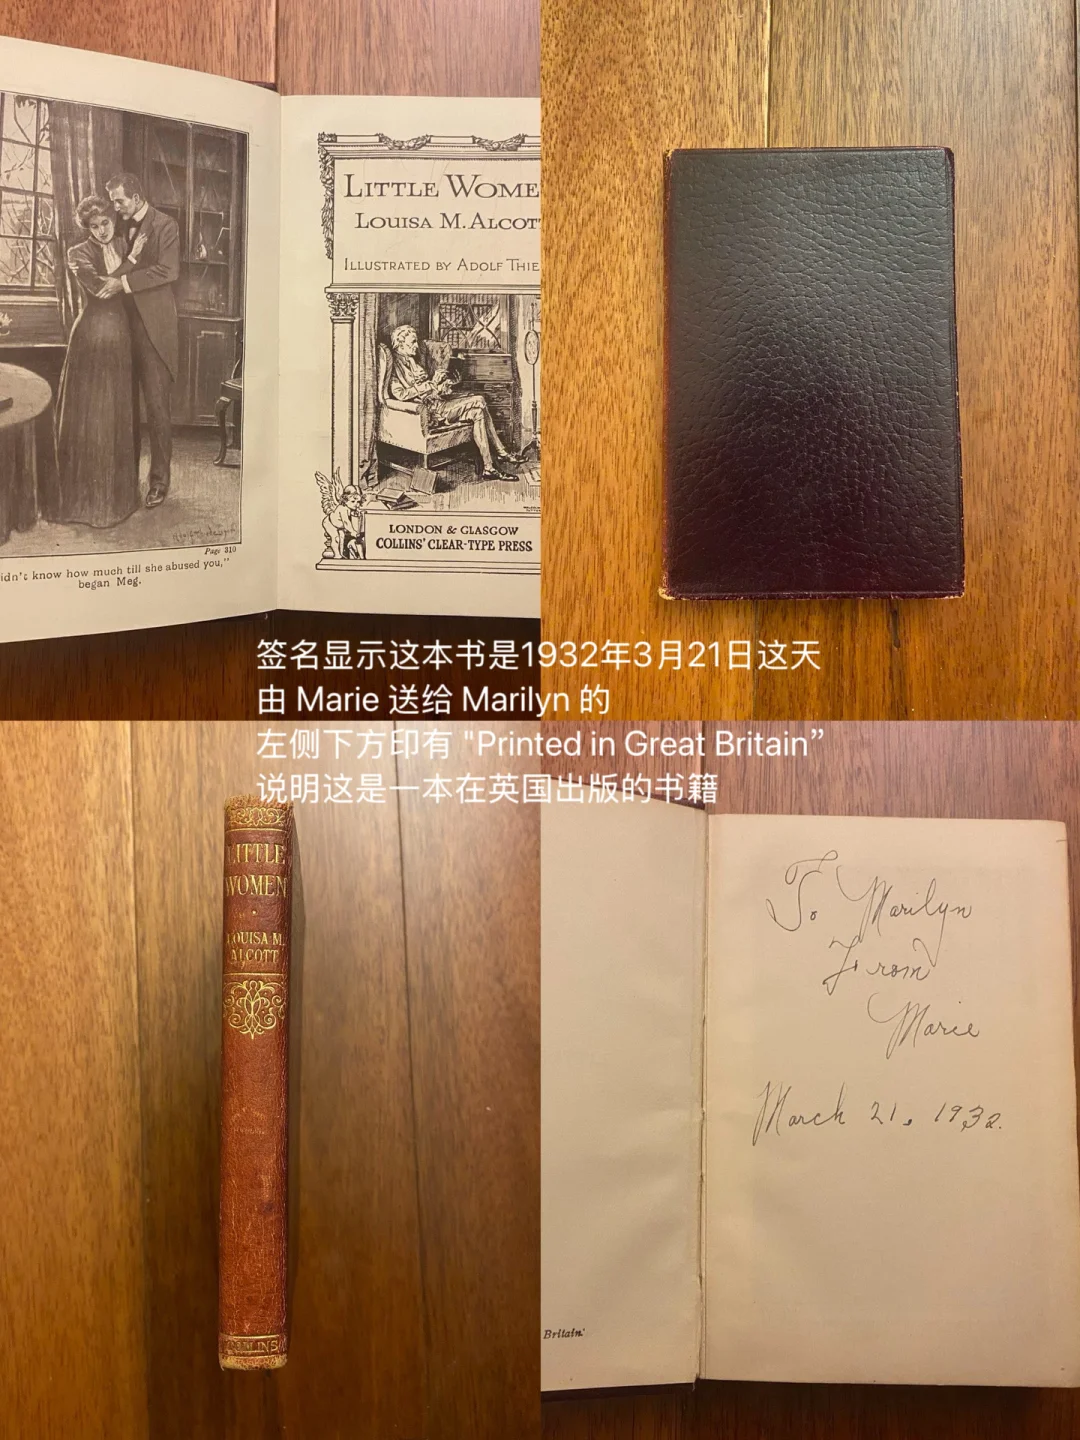 LITTLE WOME
LOUISA M. ALCOTT
ILLUSTRATED BY ADOLF THIE
LONDON & GLASGOW
COLLINS' CLEAR-TYPE PRESS
Page 310
idn't know how much till she abused you,"
began Meg.
签名显示这本书是1932年3月21日这天
由 Marie 送给 Marilyn 的
左侧下方印有 "Printed in Great Britain”
说明这是一本在英国出版的书籍
LITTLE
WOMEN
LOUISA M.
ALCOTT
COLLINS
To Marilyn
From
Marie
March 21, 1932.
Britain.